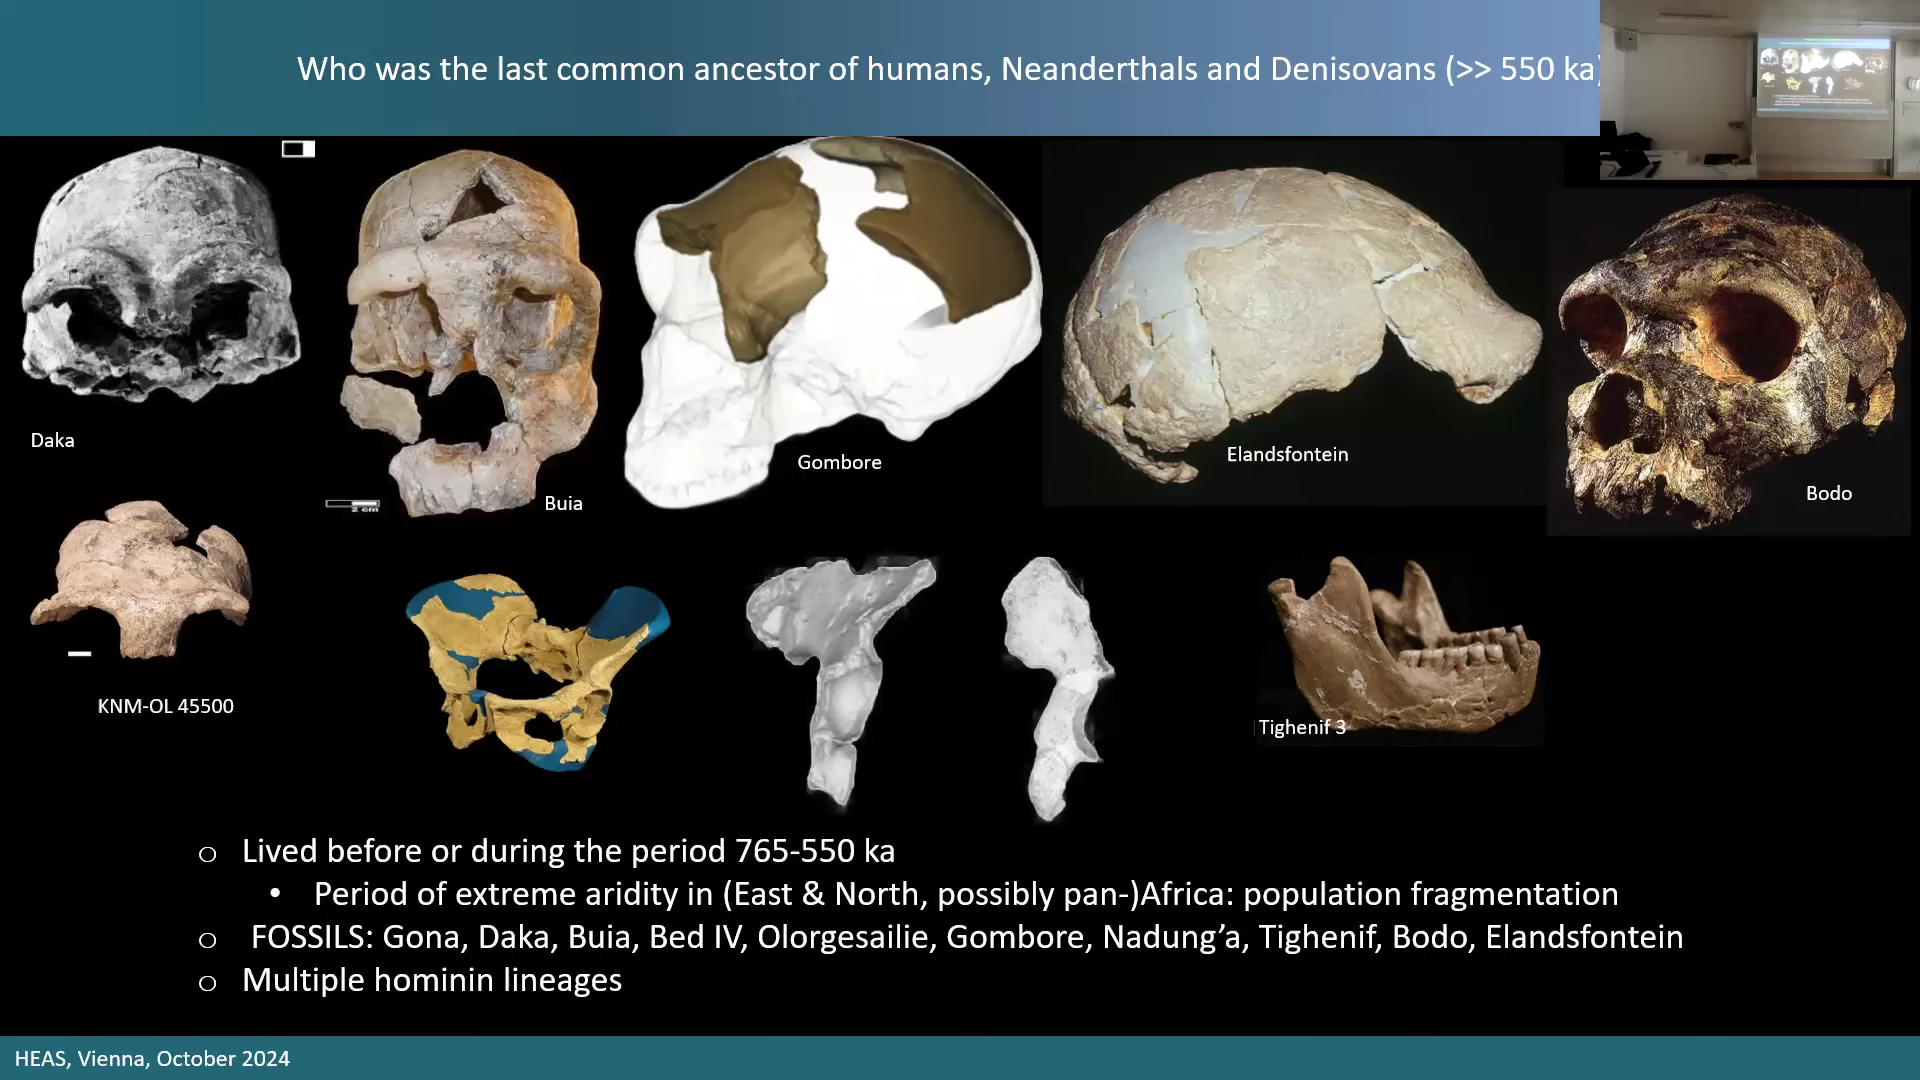 Who was the last common ancestor of humans, Neanderthals and Denisovans (>> 550 ka)
Daka
2 cm
Buia
Gombore
Elandsfontein
Bodo
KNM-OL 45500
Tighenif 3
o Lived before or during the period 765-550 ka
• Period of extreme aridity in (East & North, possibly pan-)Africa: population fragmentation
o FOSSILS: Gona, Daka, Buia, Bed IV, Olorgesailie, Gombore, Nadung’a, Tighenif, Bodo, Elandsfontein
o Multiple hominin lineages
HEAS, Vienna, October 2024